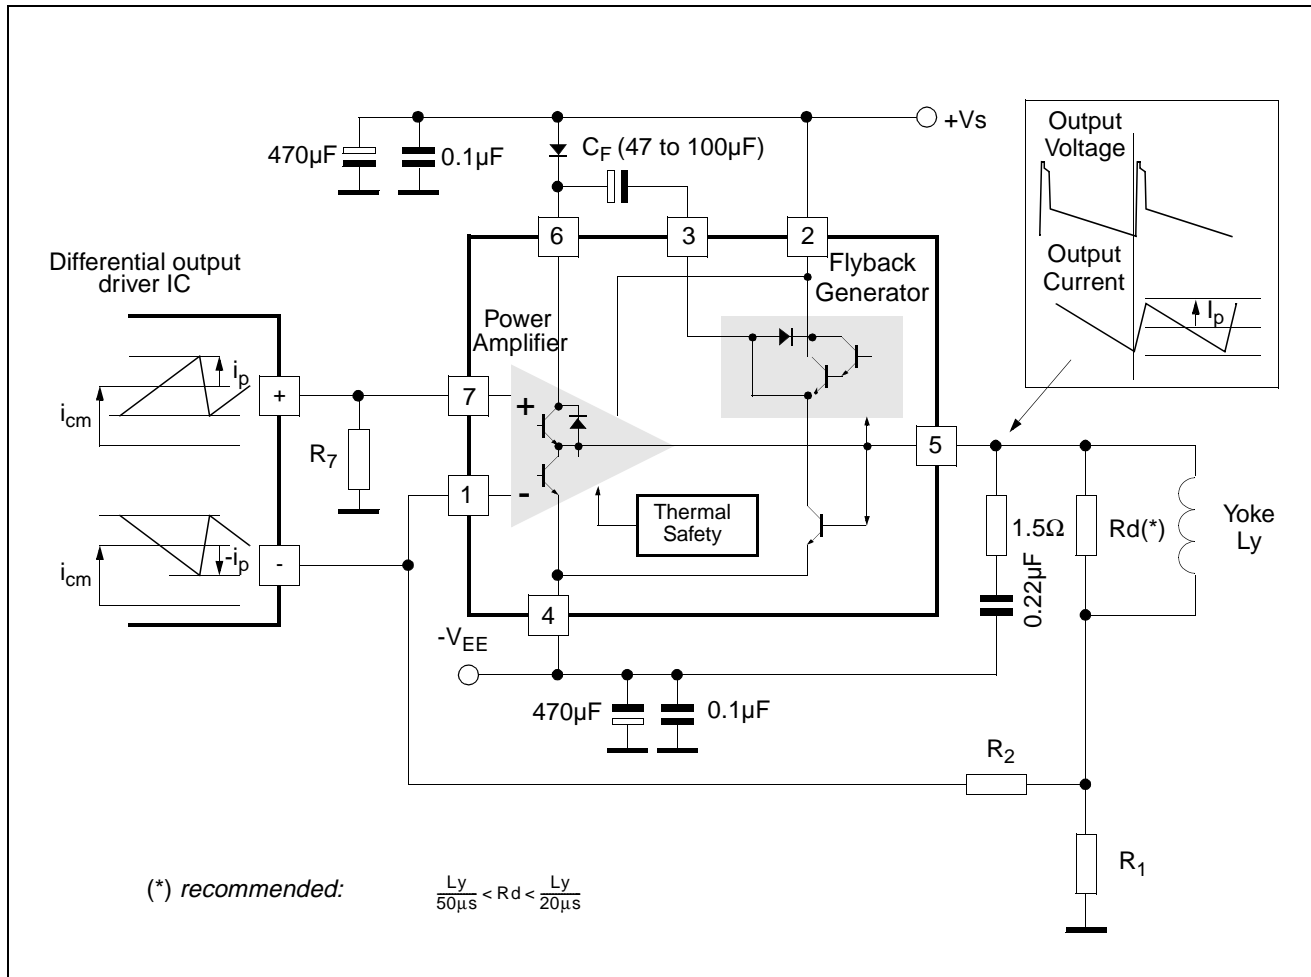 +Vs
470µF
0.1µF
C_F (47 to 100µF)
Output
Voltage
Output
Current
I_p
6
3
2
Differential output
driver IC
Flyback
Generator
Power
Amplifier
i_p
i_cm
+
7
+
R_7
1
-
5
Thermal
Safety
-i_p
i_cm
-
1.5Ω
0.22µF
Rd(*)
Yoke
Ly
4
-V_EE
470µF
0.1µF
R_2
R_1
(*) recommended:
Ly/50µs < Rd < Ly/20µs